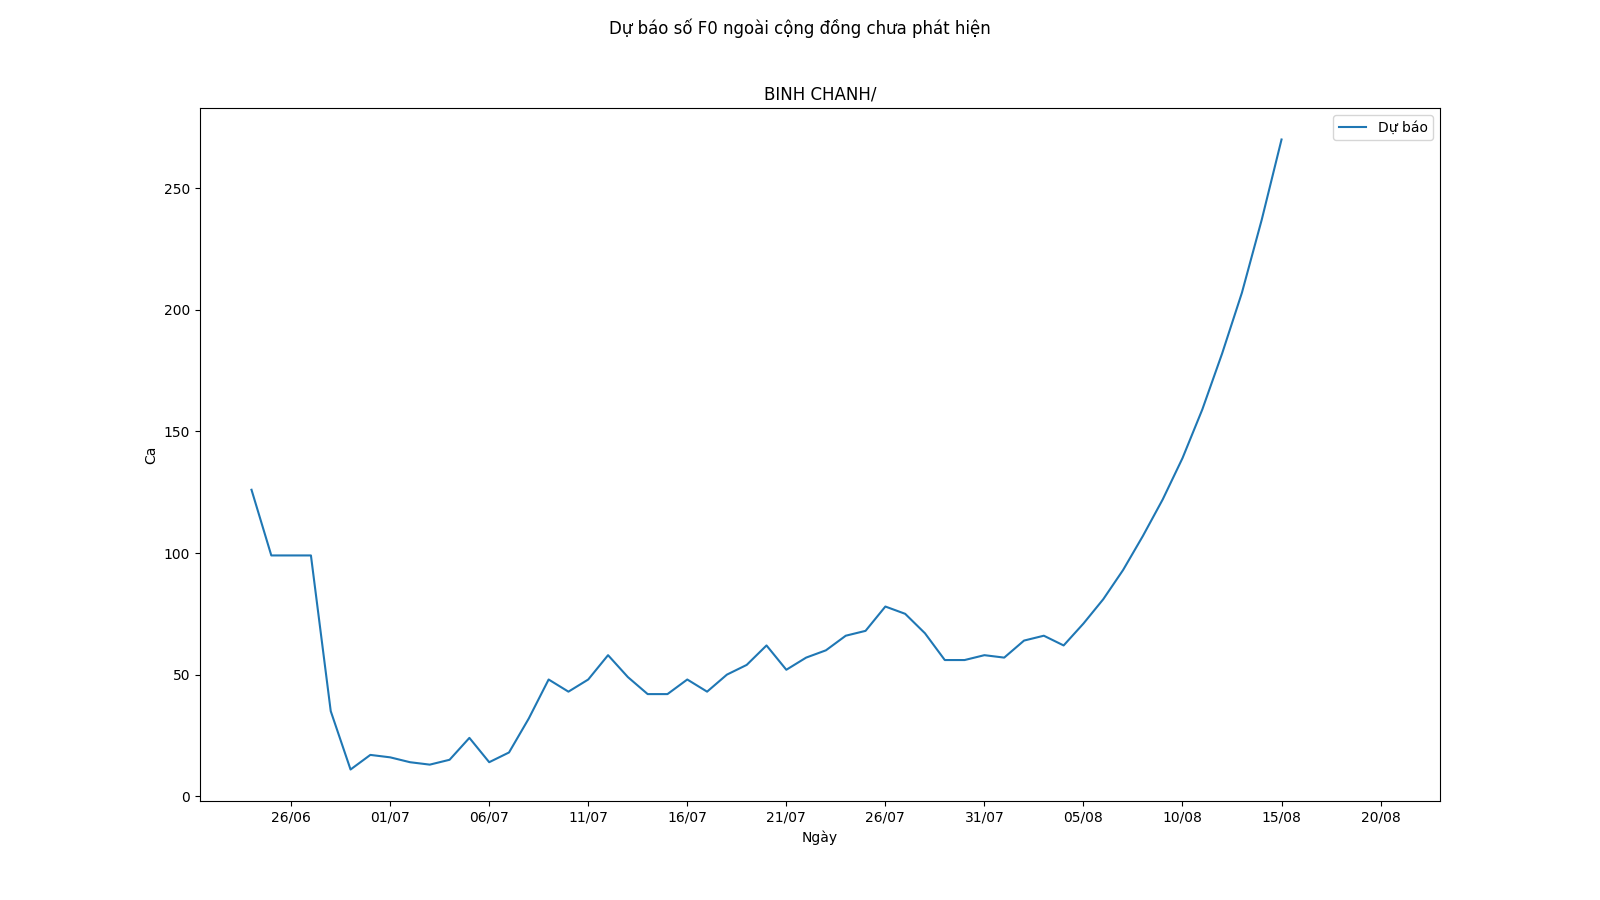 Dự báo số F0 ngoài cộng đồng chưa phát hiện
BINH CHANH/
Dự báo
250
200
150
100
50
0
Ca
26/06 01/07 06/07 11/07 16/07 21/07 26/07 31/07 05/08 10/08 15/08 20/08
Ngày